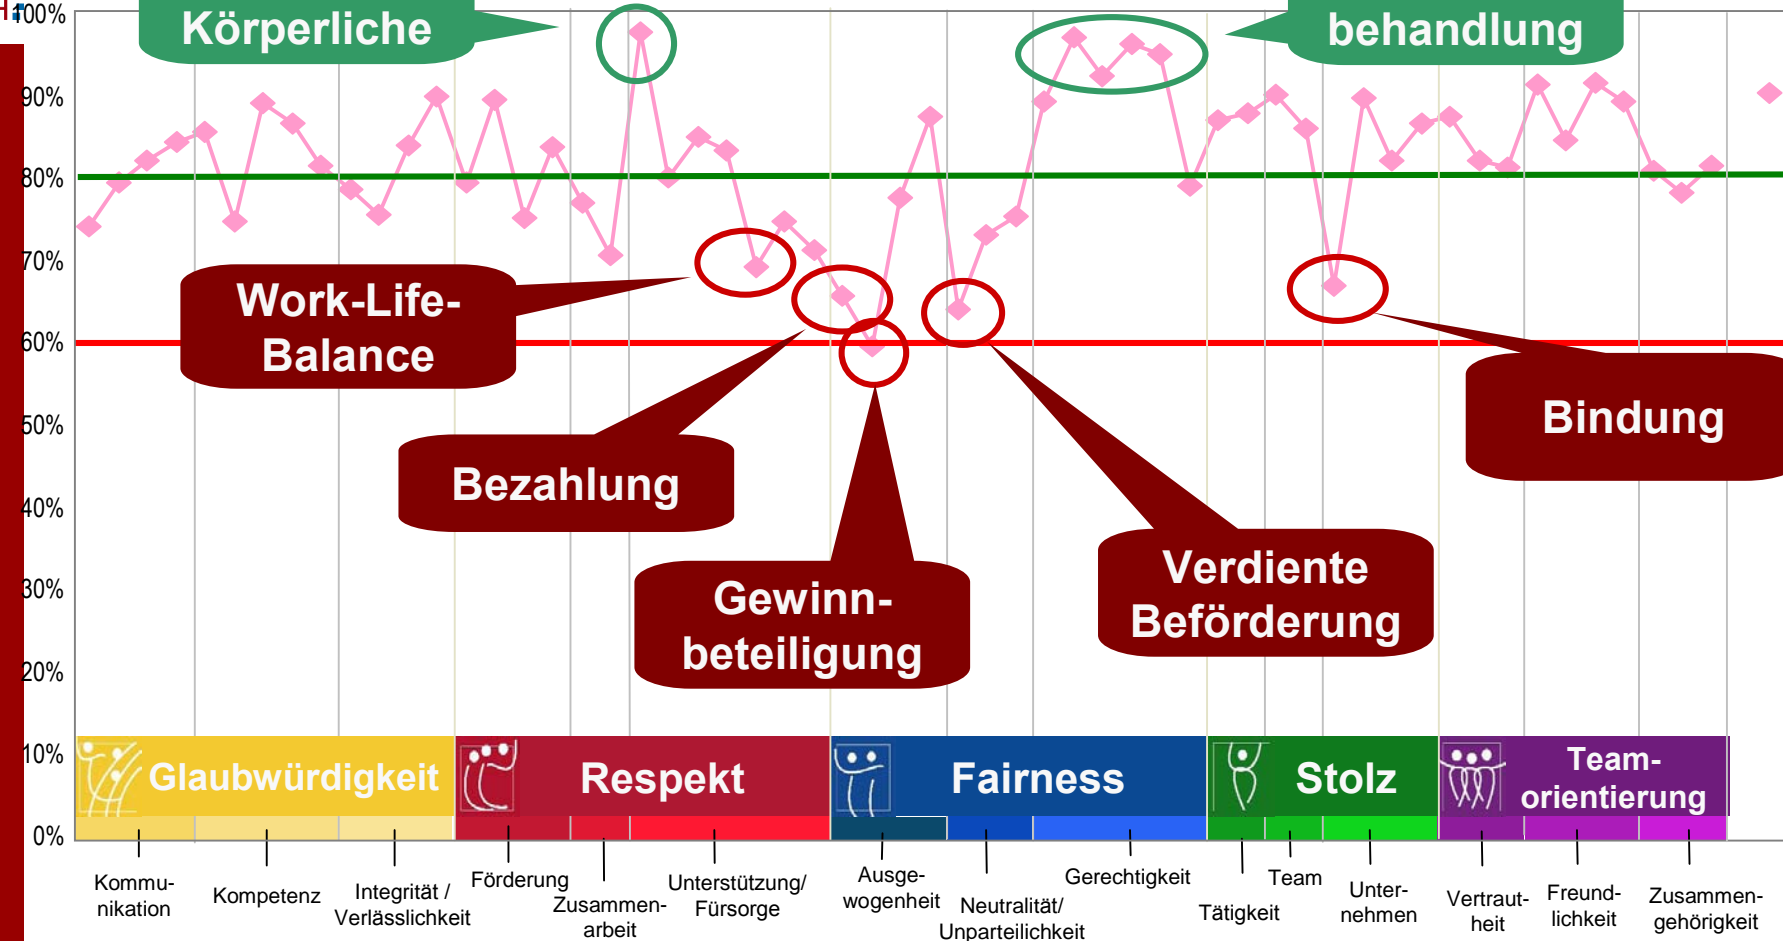 100%
Körperliche
behandlung
90%
80%
70%
Work-Life-
Balance
60%
50%
Bindung
Bezahlung
40%
Verdiente
Beförderung
30%
Gewinn-
beteiligung
20%
10%
Glaubwürdigkeit
Respekt
Fairness
Stolz
Team-
orientierung
0%
Kommu-
nikation
Kompetenz
Integrität /
Verlässlichkeit
Förderung
Zusammen-
arbeit
Unterstützung/
Fürsorge
Ausge-
wogenheit
Neutralität/
Unparteilichkeit
Gerechtigkeit
Tätigkeit
Team
Unter-
nehmen
Vertraut-
heit
Freund-
lichkeit
Zusammen-
gehörigkeit